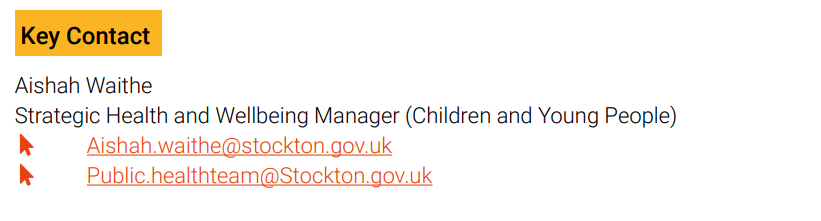 Key Contact
Aishah Waithe
Strategic Health and Wellbeing Manager (Children and Young People)
Aishah.waithe@stockton.gov.uk
Public.healthteam@Stockton.gov.uk